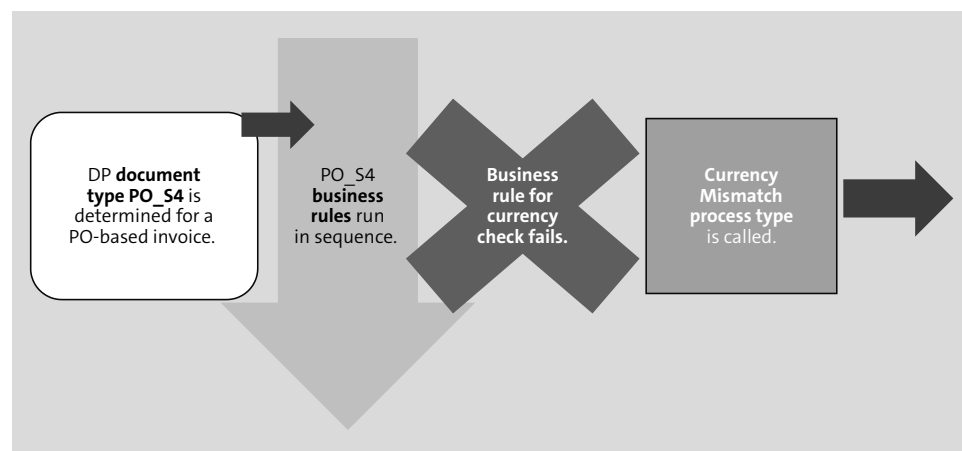 DP document
type PO_S4 is
determined for a
PO-based invoice.
PO_S4
business
rules run
in sequence.
Business
rule for
currency
check fails.
Currency
Mismatch
process type
is called.